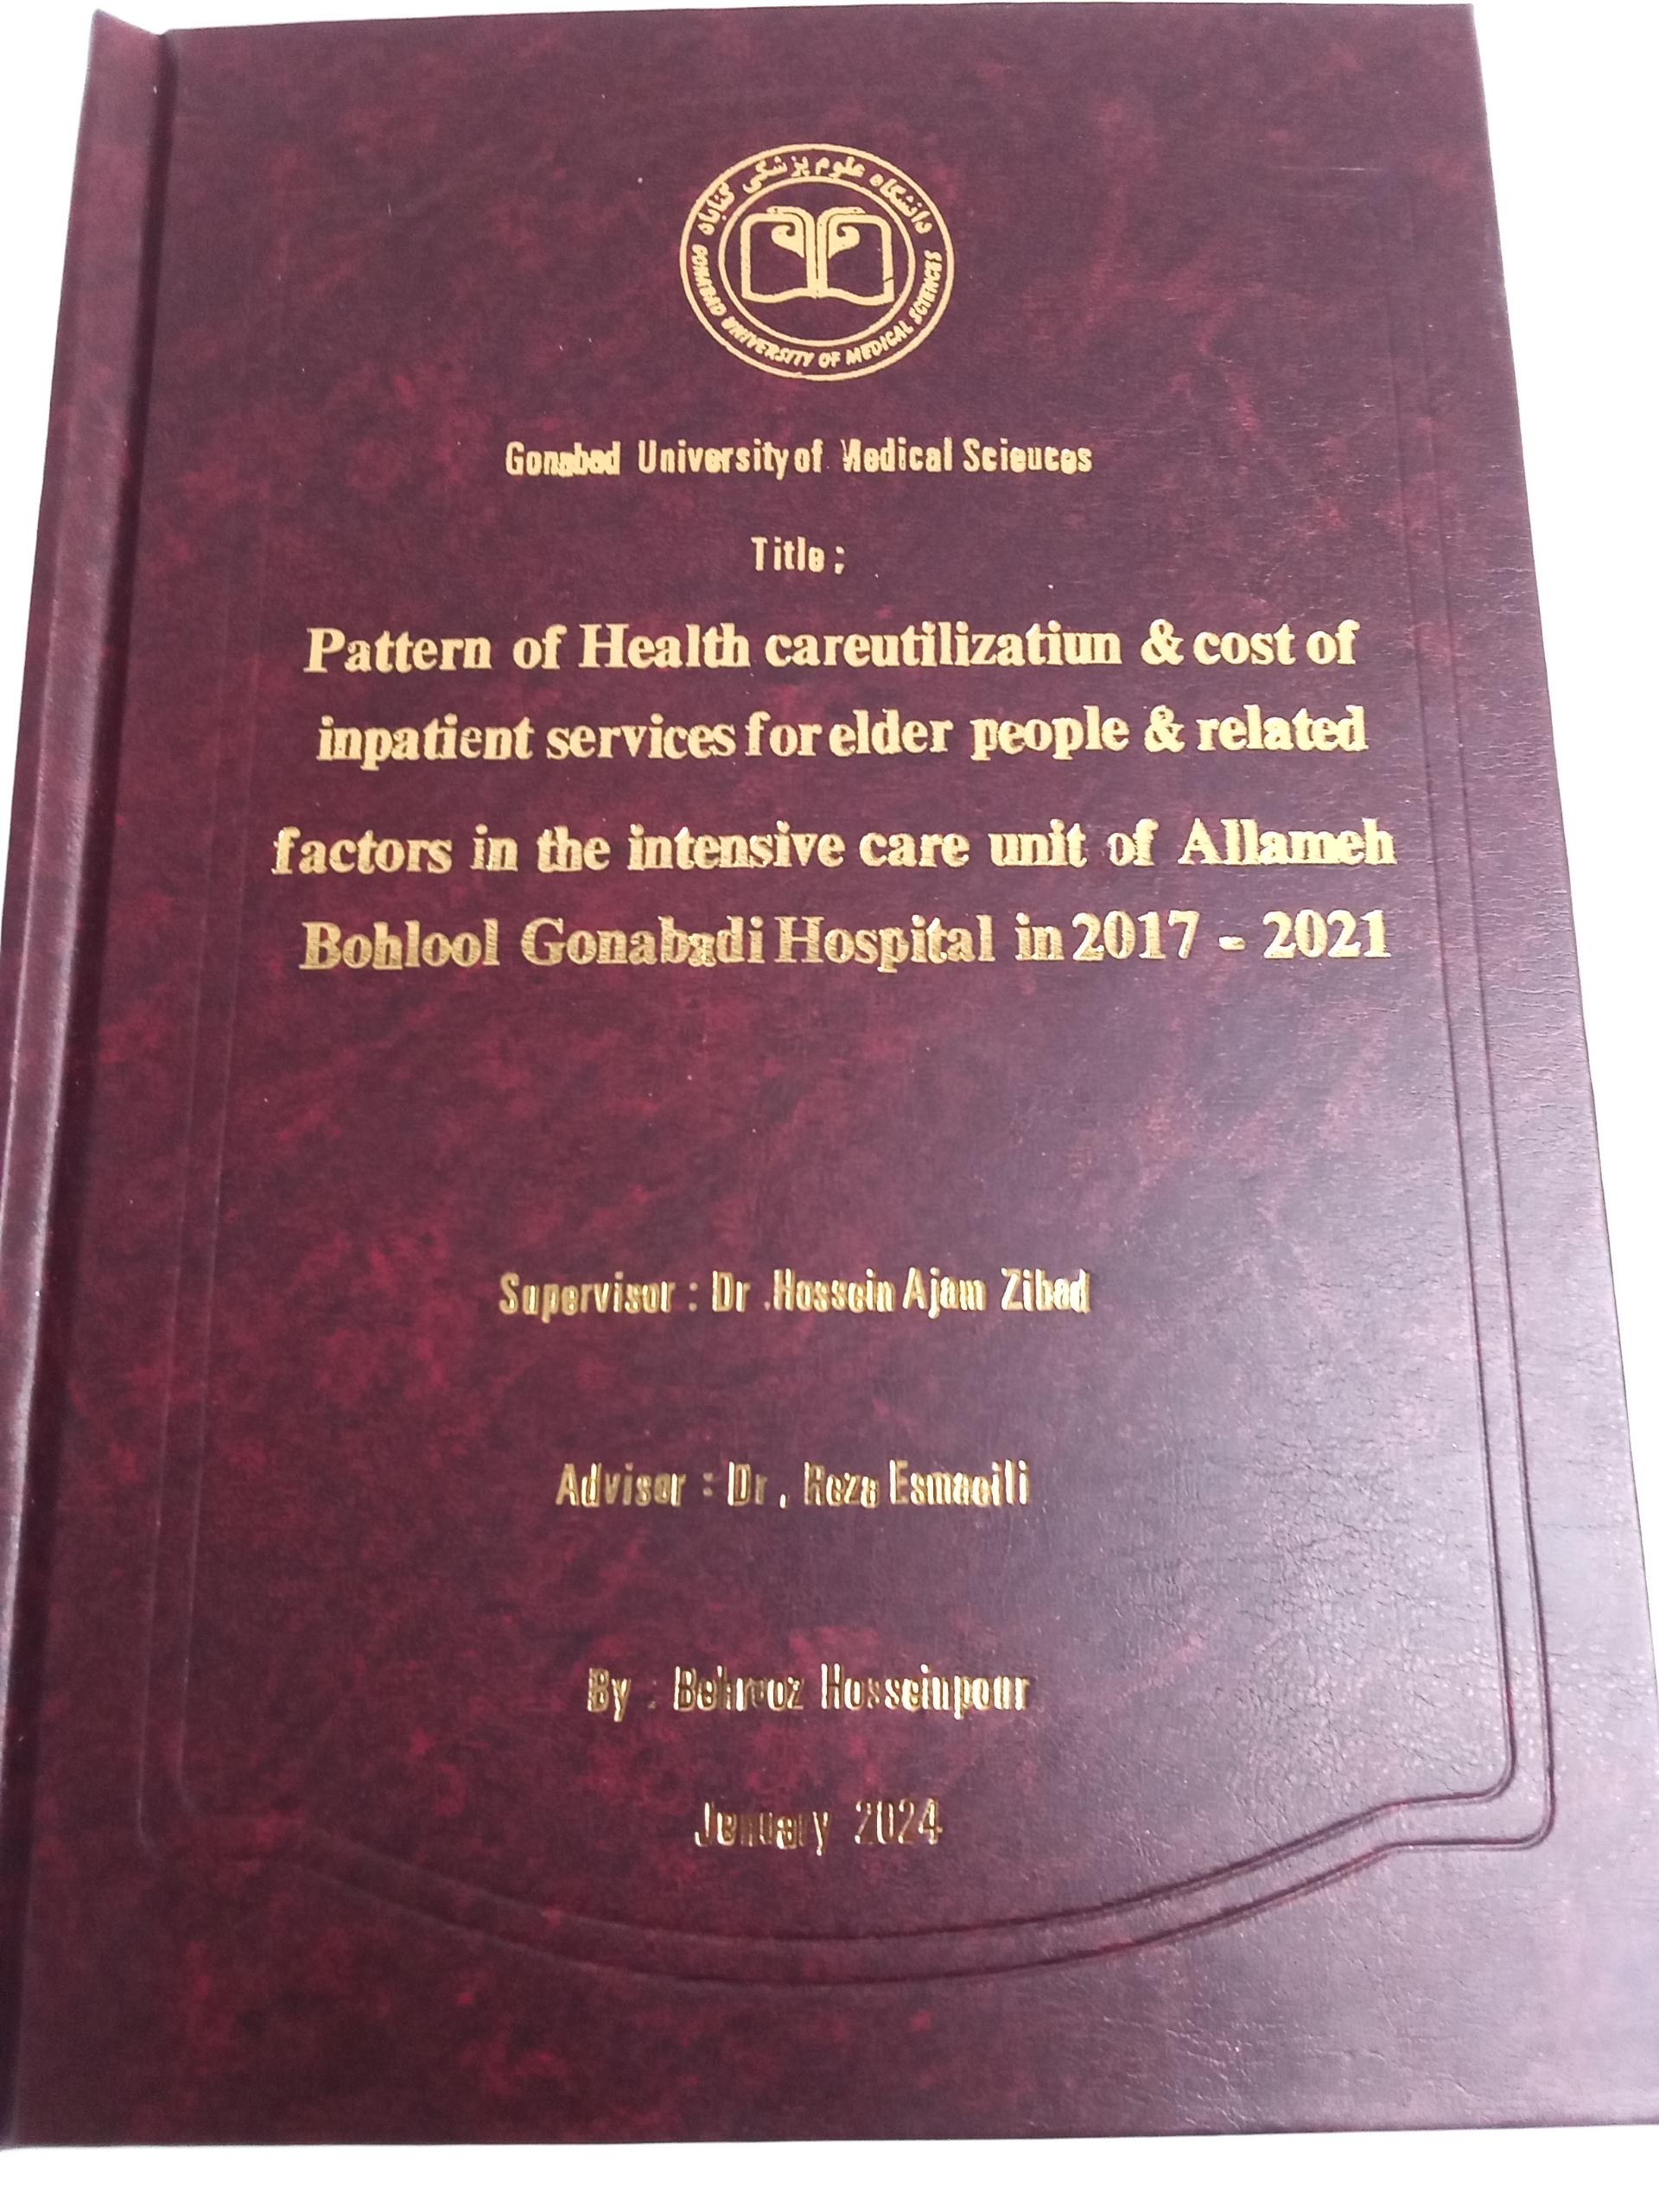 دانشگاه علوم پزشکی گناباد
GONABAD UNIVERSITY OF MEDICAL SCIENCES
Gonabad University of Medical Sciences
Title ;
Pattern of Health careutilizatiun & cost of
inpatient services for elder people & related
factors in the intensive care unit of Allameh
Bohlool Gonabadi Hospital in 2017 - 2021
Supervisor : Dr .Hossein Ajam Zibad
Advisor : Dr . Reza Esmaeili
By : Behrooz Hosseinpour
January 2024